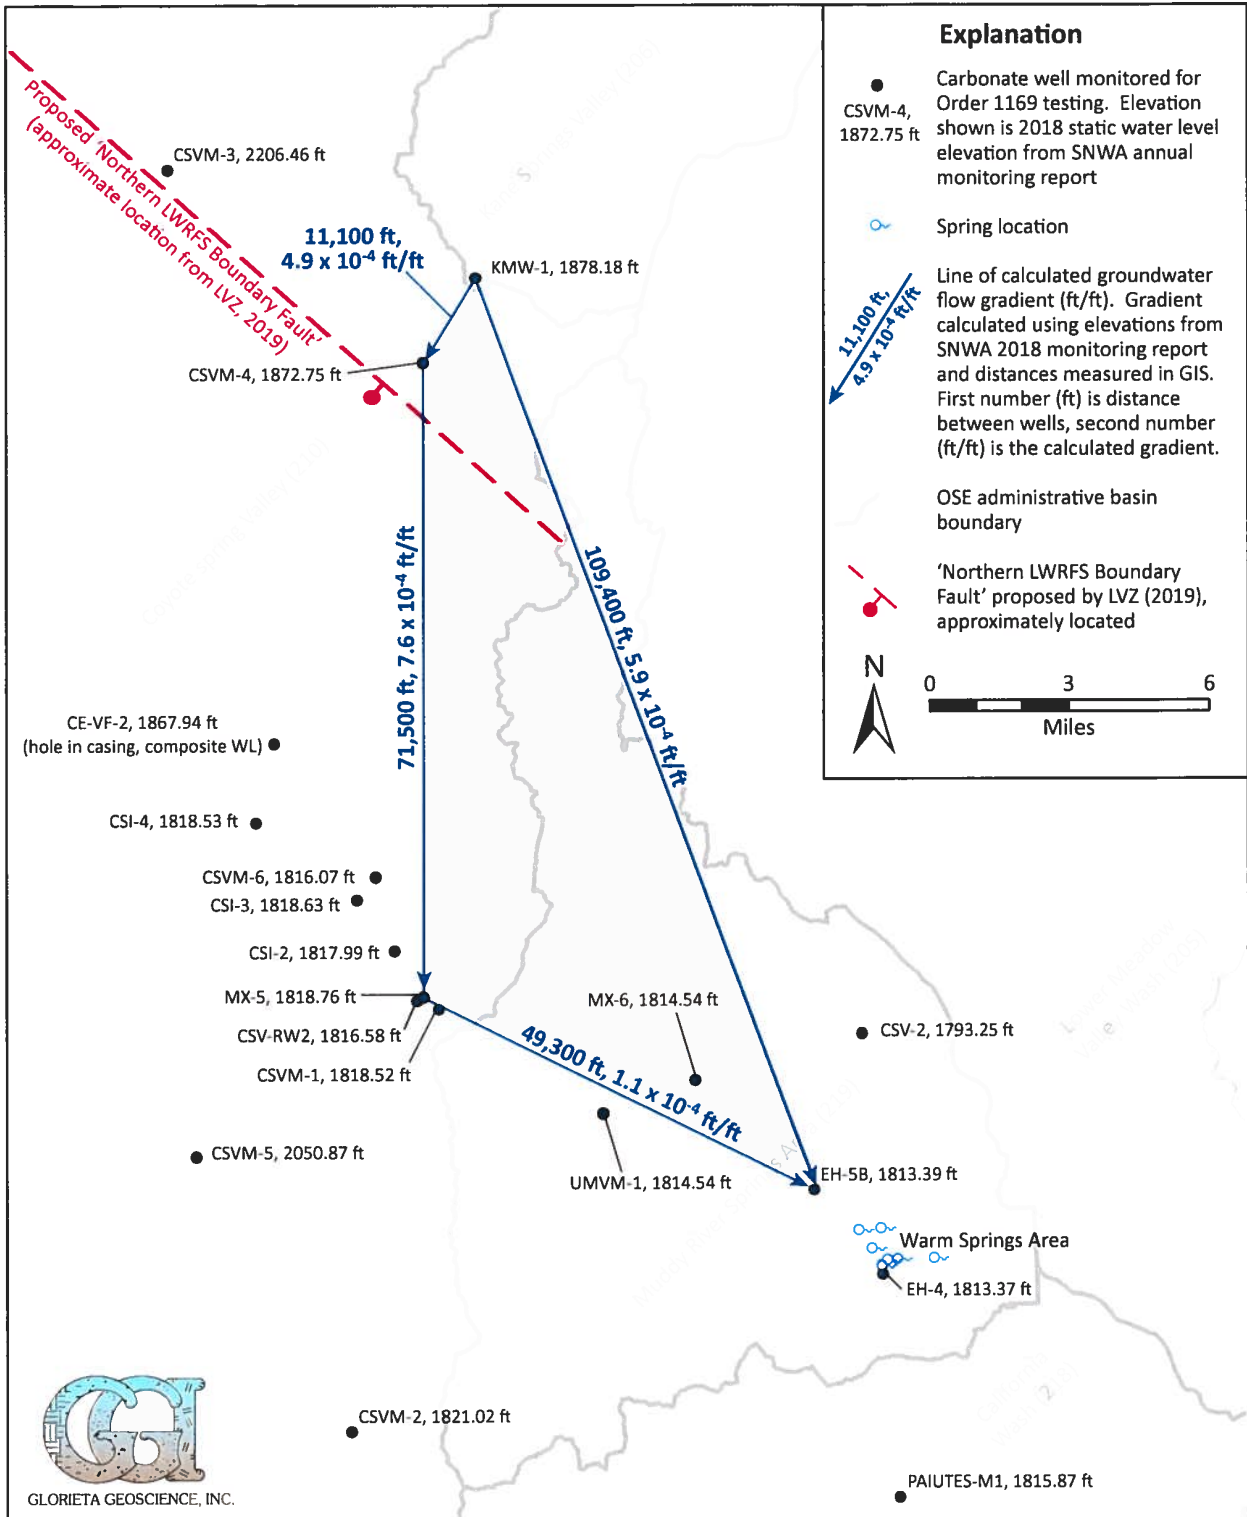 Explanation
CSVM-4,
1872.75 ft
Carbonate well monitored for
Order 1169 testing.  Elevation
shown is 2018 static water level
elevation from SNWA annual
monitoring report
Spring location
11,100 ft,
4.9 x 10⁻⁴ ft/ft
Line of calculated groundwater
flow gradient (ft/ft).  Gradient
calculated using elevations from
SNWA 2018 monitoring report
and distances measured in GIS.
First number (ft) is distance
between wells, second number
(ft/ft) is the calculated gradient.
OSE administrative basin
boundary
‘Northern LWRFS Boundary
Fault’ proposed by LVZ (2019),
approximately located
N
0 3 6
Miles
Proposed ‘Northern LWRFS Boundary Fault’
(approximate location from LVZ, 2019)
CSVM-3, 2206.46 ft
11,100 ft,
4.9 x 10⁻⁴ ft/ft
KMW-1, 1878.18 ft
CSVM-4, 1872.75 ft
Coyote Spring Valley (210)
71,500 ft, 7.6 x 10⁻⁴ ft/ft
109,400 ft, 5.9 x 10⁻⁴ ft/ft
CE-VF-2, 1867.94 ft
(hole in casing, composite WL)
CSI-4, 1818.53 ft
CSVM-6, 1816.07 ft
CSI-3, 1818.63 ft
CSI-2, 1817.99 ft
MX-5, 1818.76 ft
CSV-RW2, 1816.58 ft
CSVM-1, 1818.52 ft
MX-6, 1814.54 ft
CSV-2, 1793.25 ft
49,300 ft, 1.1 x 10⁻⁴ ft/ft
CSVM-5, 2050.87 ft
UMVM-1, 1814.54 ft
Muddy River Springs Area (219)
EH-5B, 1813.39 ft
Warm Springs Area
EH-4, 1813.37 ft
CSVM-2, 1821.02 ft
PAIUTES-M1, 1815.87 ft
GGI
GLORIETA GEOSCIENCE, INC.